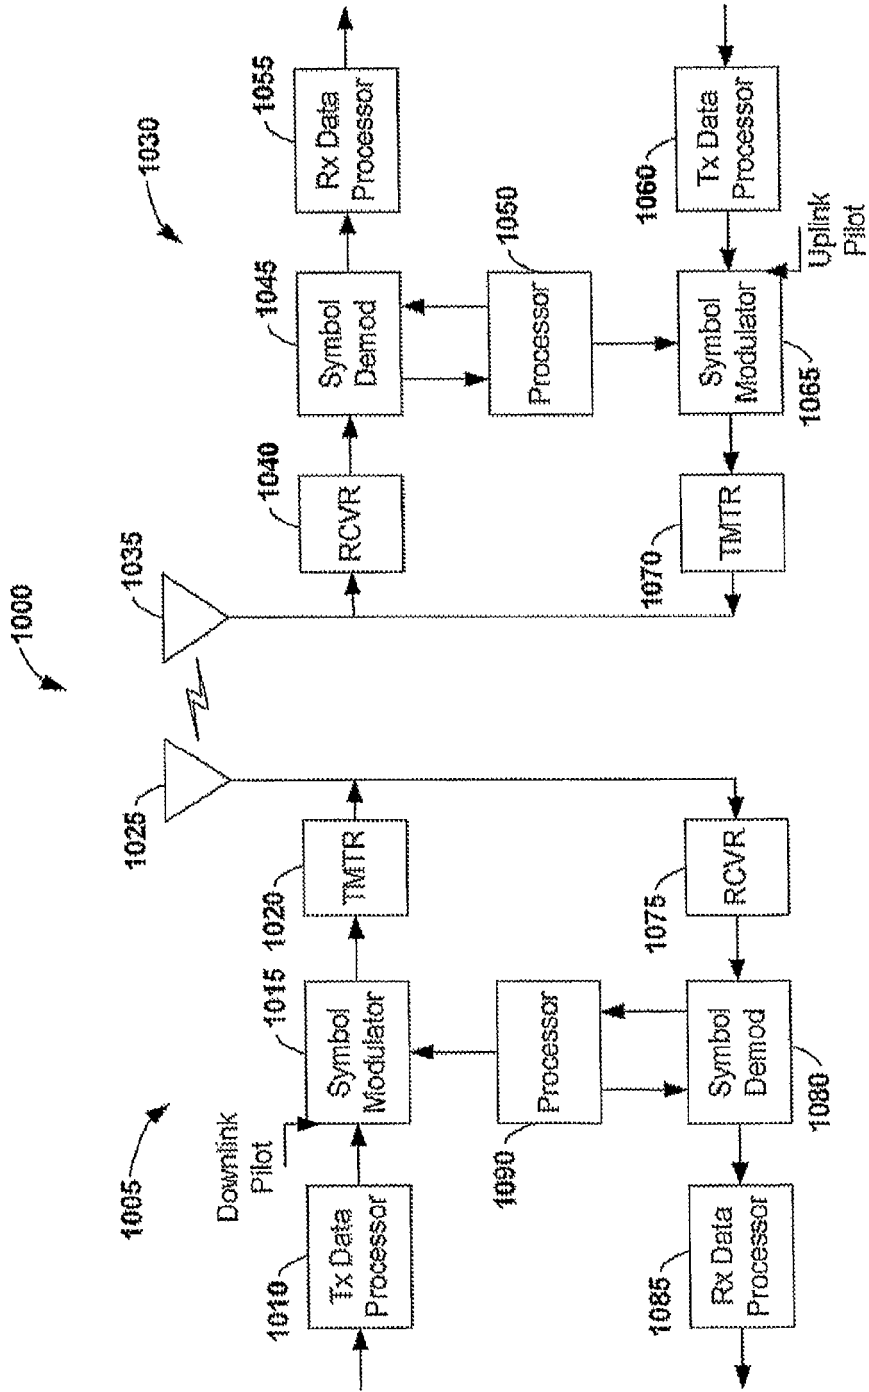 1000
1005
1030
1025
1035
Downlink
Pilot
1010
Tx Data
Processor
1015
Symbol
Modulator
1020
TMTR
1040
RCVR
1045
Symbol
Demod
1055
Rx Data
Processor
1090
Processor
1050
Processor
1085
Rx Data
Processor
1080
Symbol
Demod
1075
RCVR
1070
TMTR
1065
Symbol
Modulator
1060
Tx Data
Processor
Uplink
Pilot